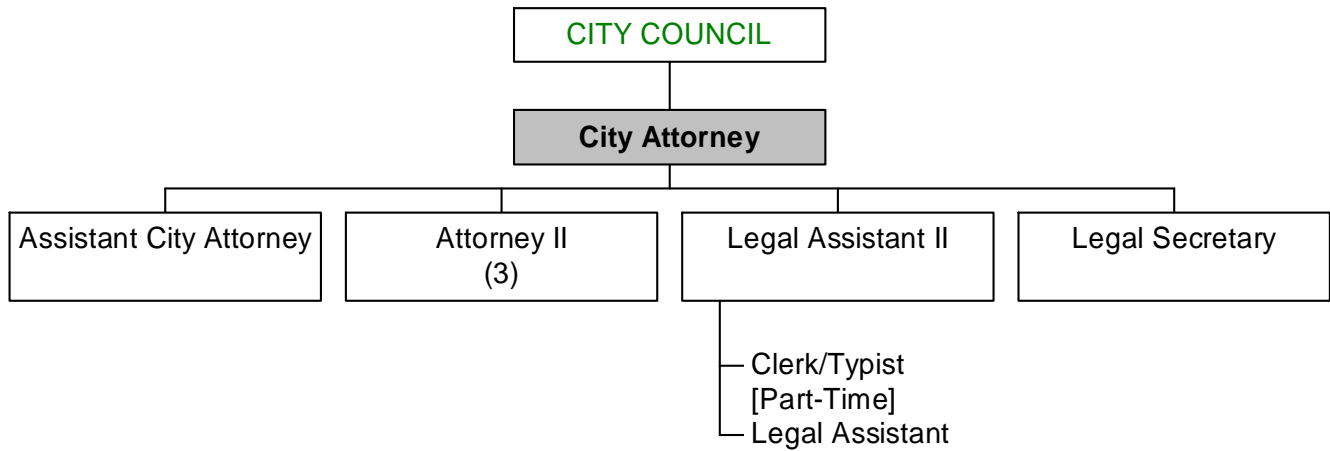 CITY COUNCIL
City Attorney
Assistant City Attorney
Attorney II
(3)
Legal Assistant II
Legal Secretary
Clerk/Typist
[Part-Time]
Legal Assistant